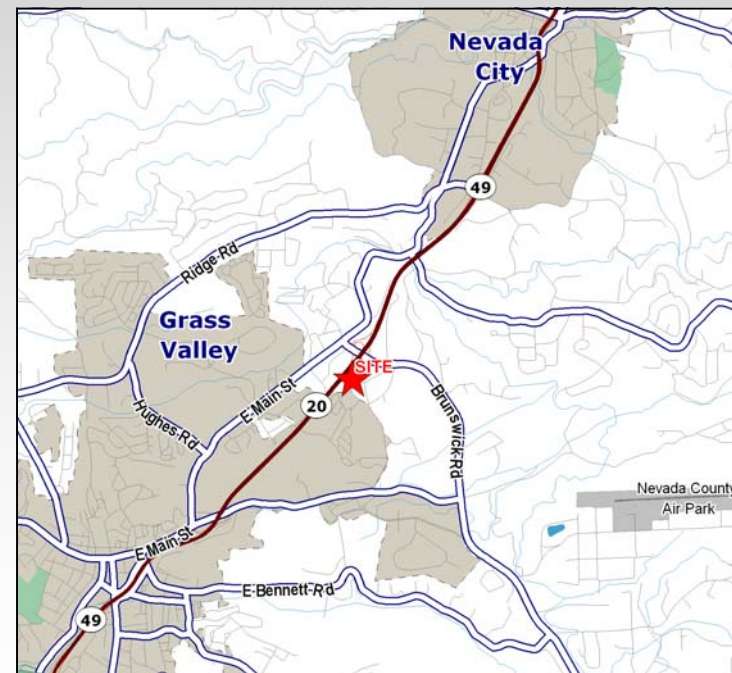 Nevada
City
49
Ridge Rd
Grass
Valley
SITE
E Main St
20
Hughes Rd
Brunswick Rd
Nevada County
Air Park
E Main St
E Bennett Rd
49